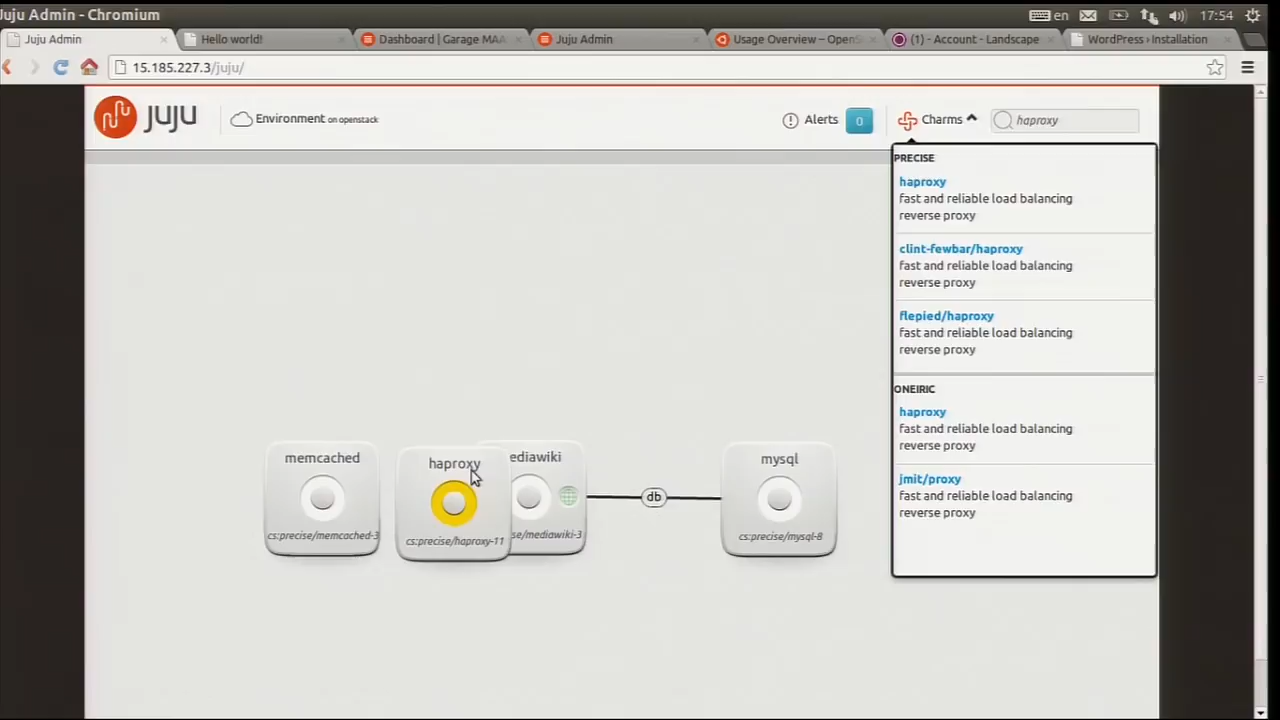 Juju Admin - Chromium
en
17:54
Juju Admin
Hello world!
Dashboard | Garage MAA
Juju Admin
Usage Overview – OpenS
(1) - Account - Landscape
WordPress › Installation
15.185.227.3/juju/
juju
Environment on openstack
Alerts
0
Charms
haproxy
PRECISE
haproxy
fast and reliable load balancing
reverse proxy
clint-fewbar/haproxy
fast and reliable load balancing
reverse proxy
flepied/haproxy
fast and reliable load balancing
reverse proxy
ONEIRIC
haproxy
fast and reliable load balancing
reverse proxy
jmit/proxy
fast and reliable load balancing
reverse proxy
memcached
cs:precise/memcached-3
haproxy
cs:precise/haproxy-11
ediawiki
se/mediawiki-3
db
mysql
cs:precise/mysql-8